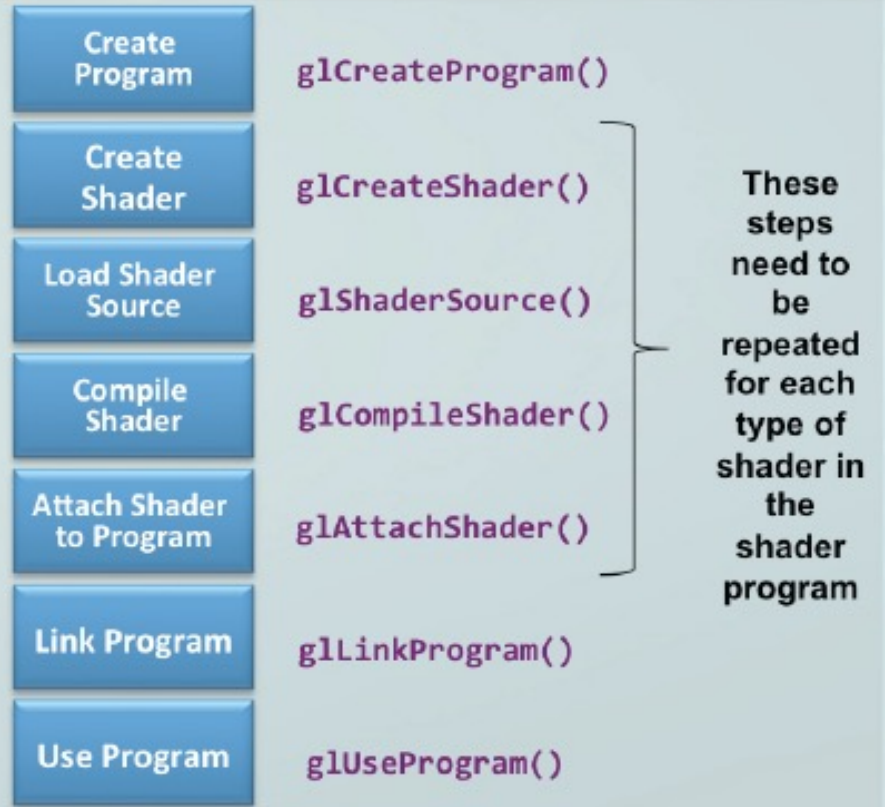 Create
Program
glCreateProgram()
Create
Shader
glCreateShader()
Load Shader
Source
glShaderSource()
Compile
Shader
glCompileShader()
Attach Shader
to Program
glAttachShader()
These
steps
need to
be
repeated
for each
type of
shader in
the
shader
program
Link Program
glLinkProgram()
Use Program
glUseProgram()